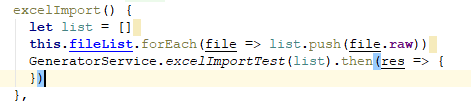 excelImport() {
let list = []
this.fileList.forEach(file => list.push(file.raw))
GeneratorService.excelImportTest(list).then(res => {
})
},